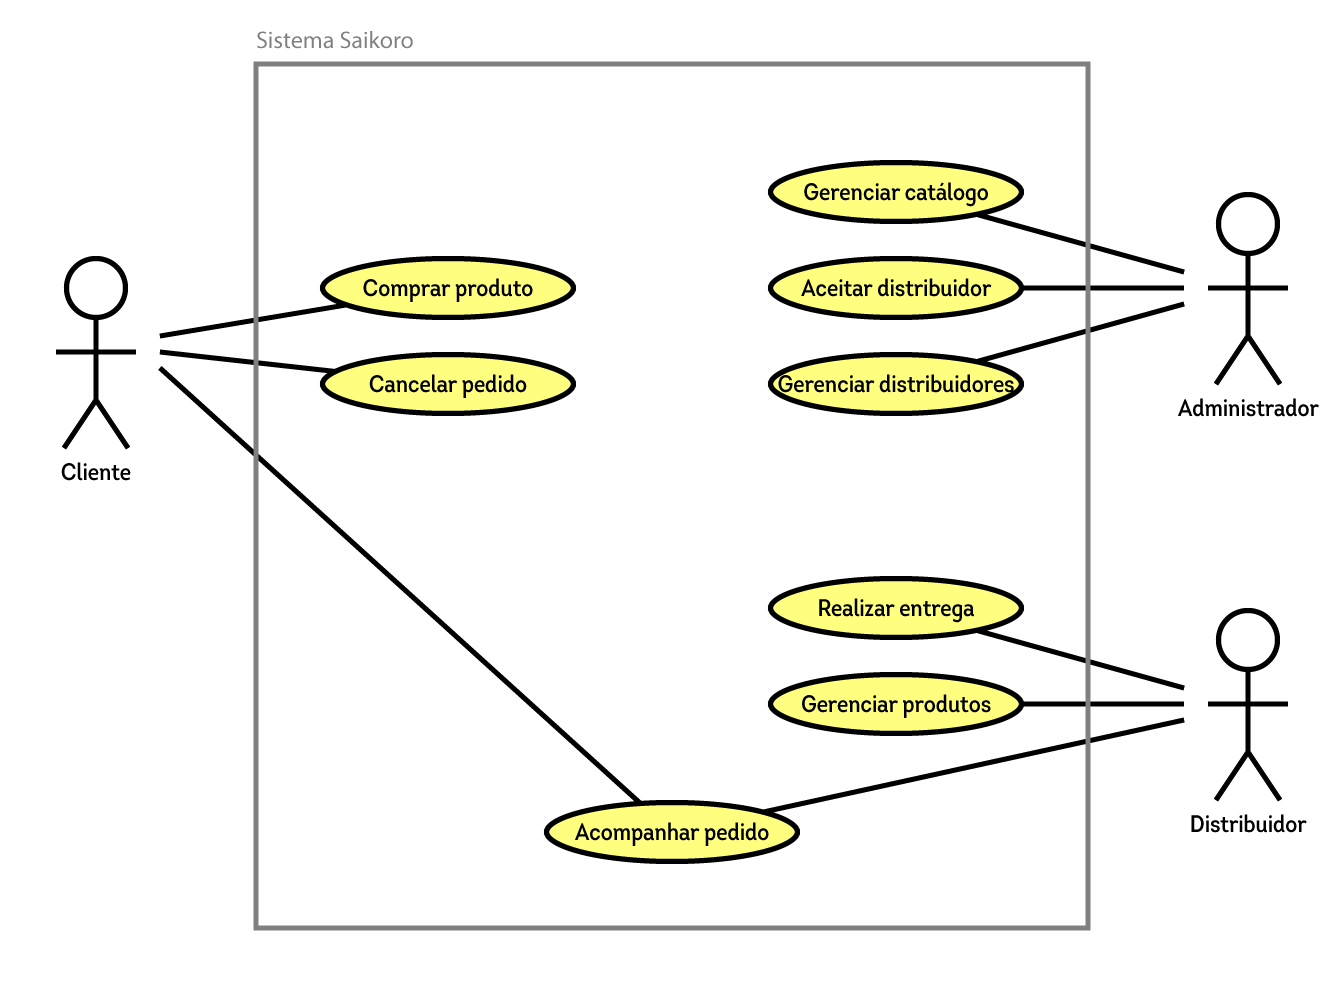 Sistema Saikoro
Gerenciar catálogo
Comprar produto
Aceitar distribuidor
Cancelar pedido
Gerenciar distribuidores
Administrador
Cliente
Realizar entrega
Gerenciar produtos
Acompanhar pedido
Distribuidor